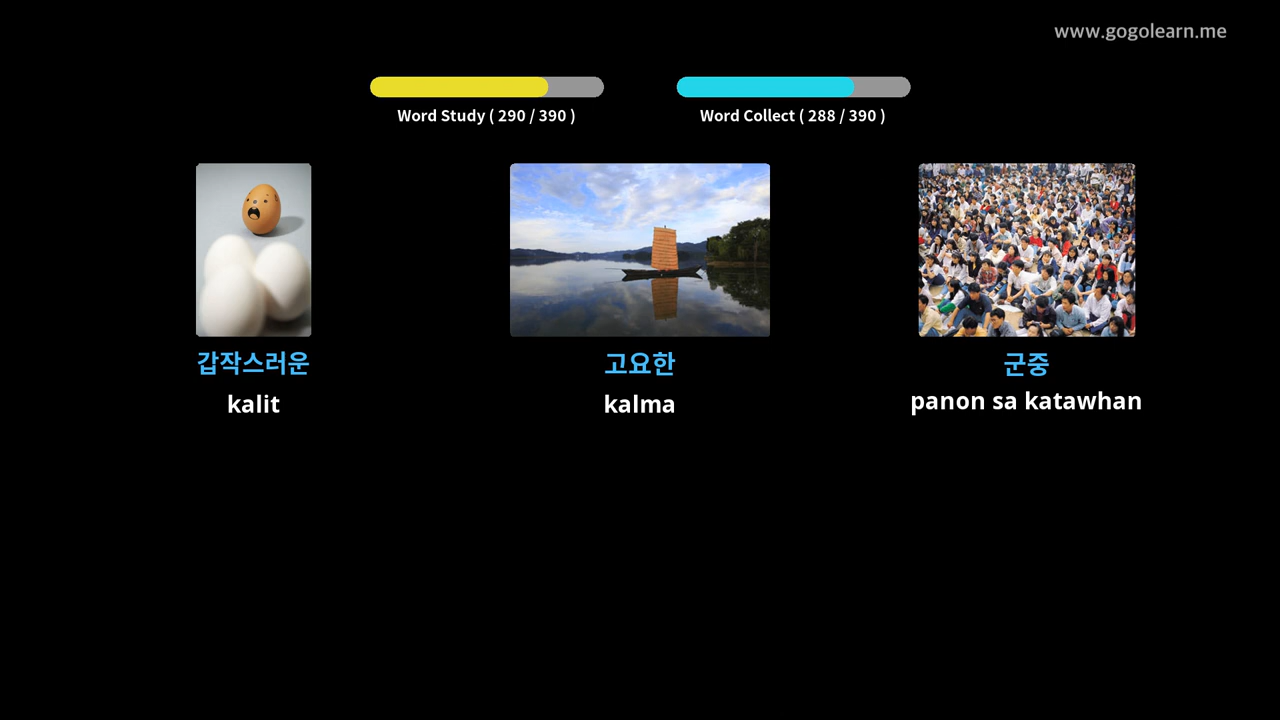 www.gogolearn.me
Word Study ( 290 / 390 )
Word Collect ( 288 / 390 )
갑작스러운
고요한
군중
kalit
kalma
panon sa katawhan